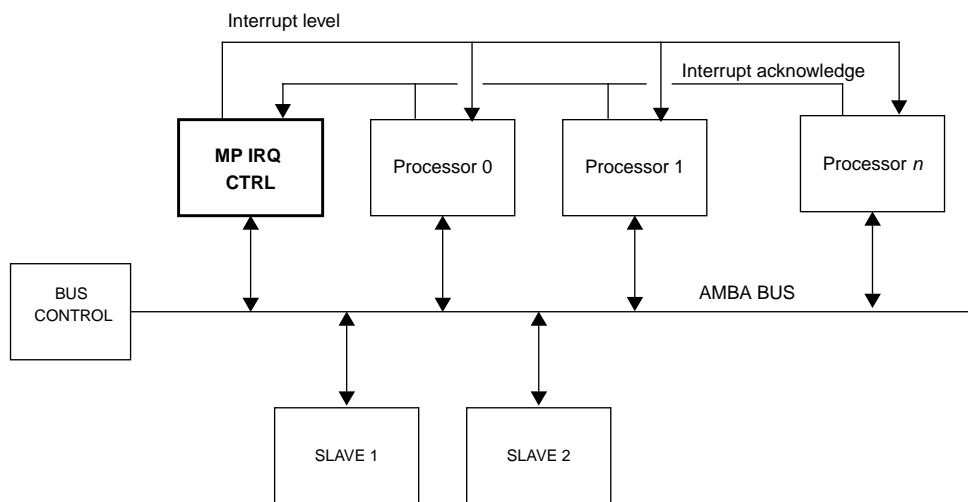 Interrupt level
Interrupt acknowledge
MP IRQ
CTRL
Processor 0
Processor 1
Processor n
BUS
CONTROL
AMBA BUS
SLAVE 1
SLAVE 2